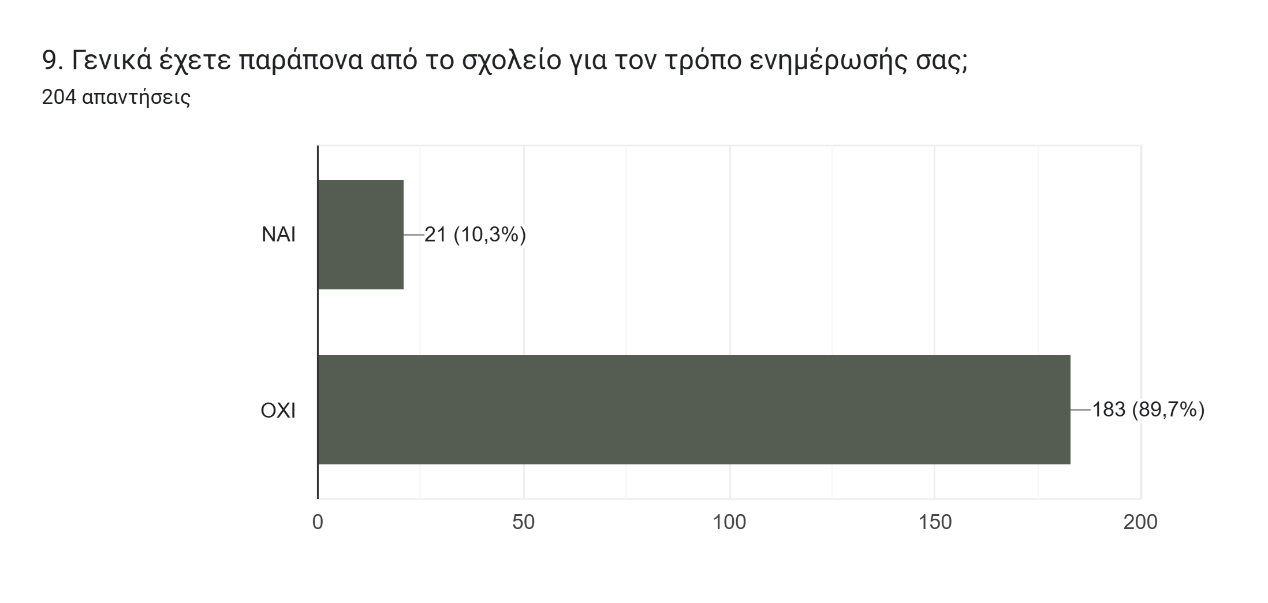 9. Γενικά έχετε παράπονα από το σχολείο για τον τρόπο ενημέρωσής σας;
204 απαντήσεις
ΝΑΙ
21 (10,3%)
ΟΧΙ
183 (89,7%)
0 50 100 150 200